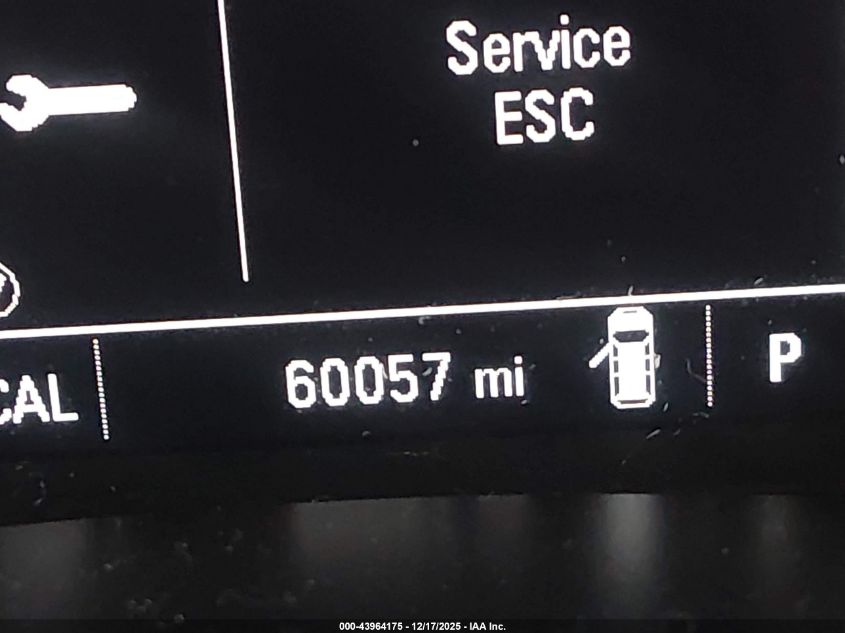 Service
ESC
CAL
60057 mi
P
000-43964175 - 12/17/2025 - IAA Inc.